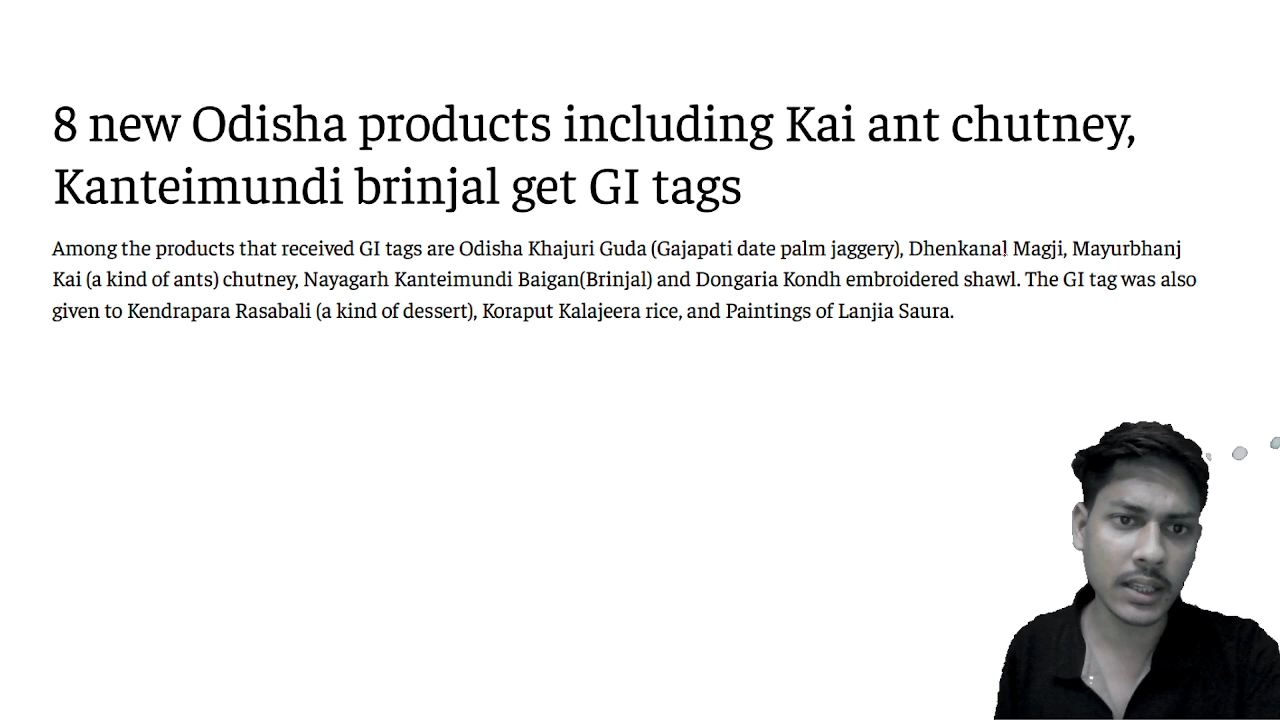 8 new Odisha products including Kai ant chutney,
Kanteimundi brinjal get GI tags
Among the products that received GI tags are Odisha Khajuri Guda (Gajapati date palm jaggery), Dhenkanal Magji, Mayurbhanj
Kai (a kind of ants) chutney, Nayagarh Kanteimundi Baigan(Brinjal) and Dongaria Kondh embroidered shawl. The GI tag was also
given to Kendrapara Rasabali (a kind of dessert), Koraput Kalajeera rice, and Paintings of Lanjia Saura.